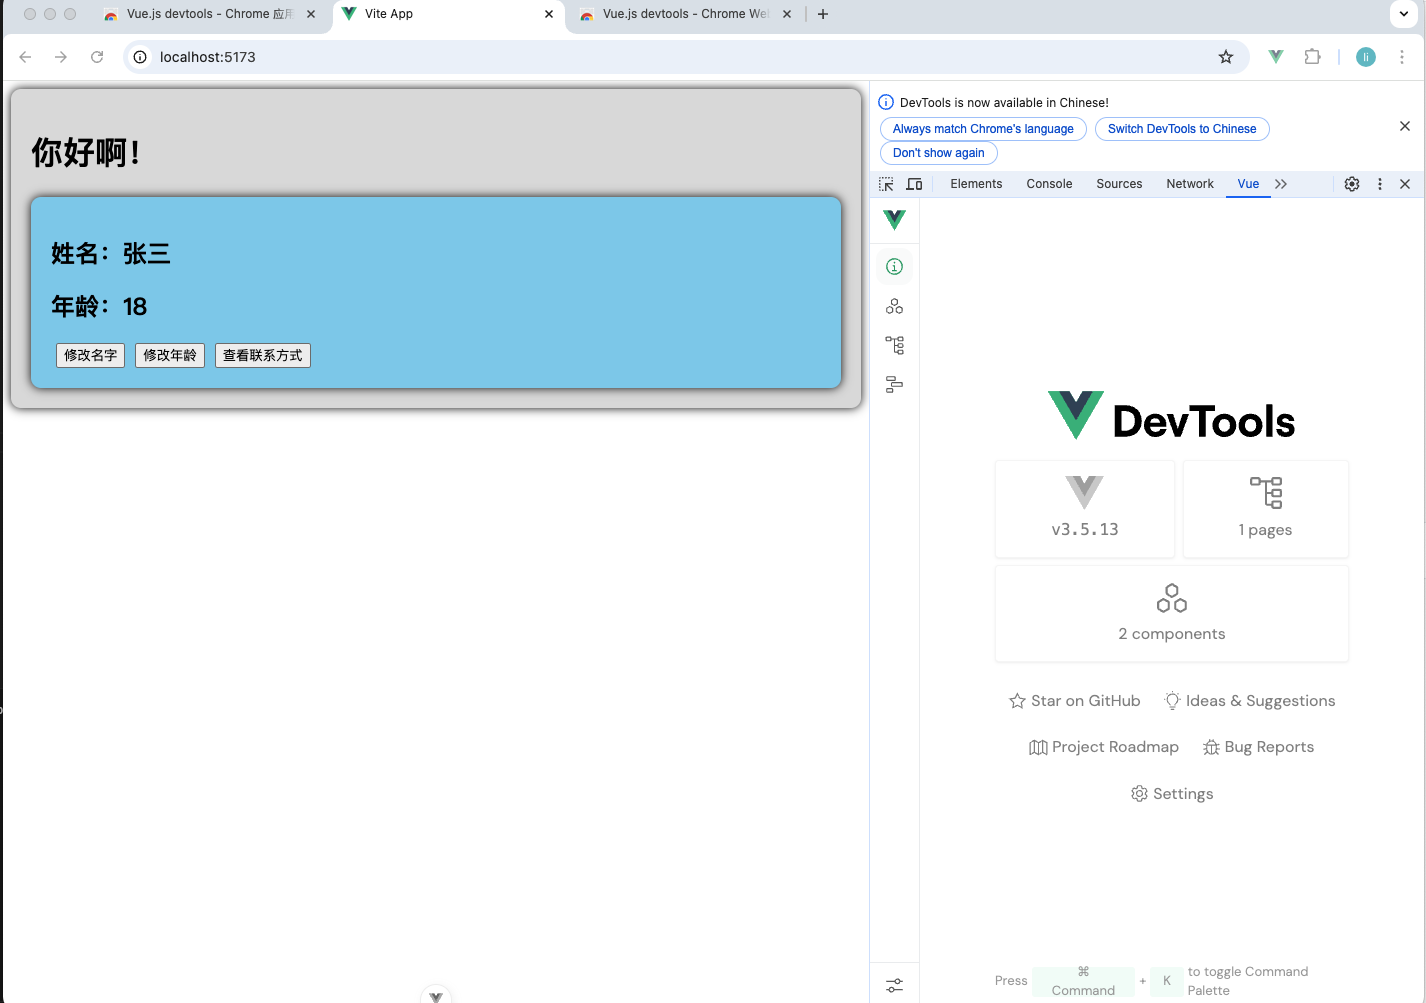 Vue.js devtools - Chrome 应用
Vite App
Vue.js devtools - Chrome We
localhost:5173
li
你好啊！
姓名：张三
年龄：18
修改名字 修改年龄 查看联系方式
DevTools is now available in Chinese!
Always match Chrome's language Switch DevTools to Chinese
Don't show again
Elements Console Sources Network Vue
DevTools
v3.5.13
1 pages
2 components
Star on GitHub Ideas & Suggestions
Project Roadmap Bug Reports
Settings
Press ⌘ Command + K to toggle Command Palette